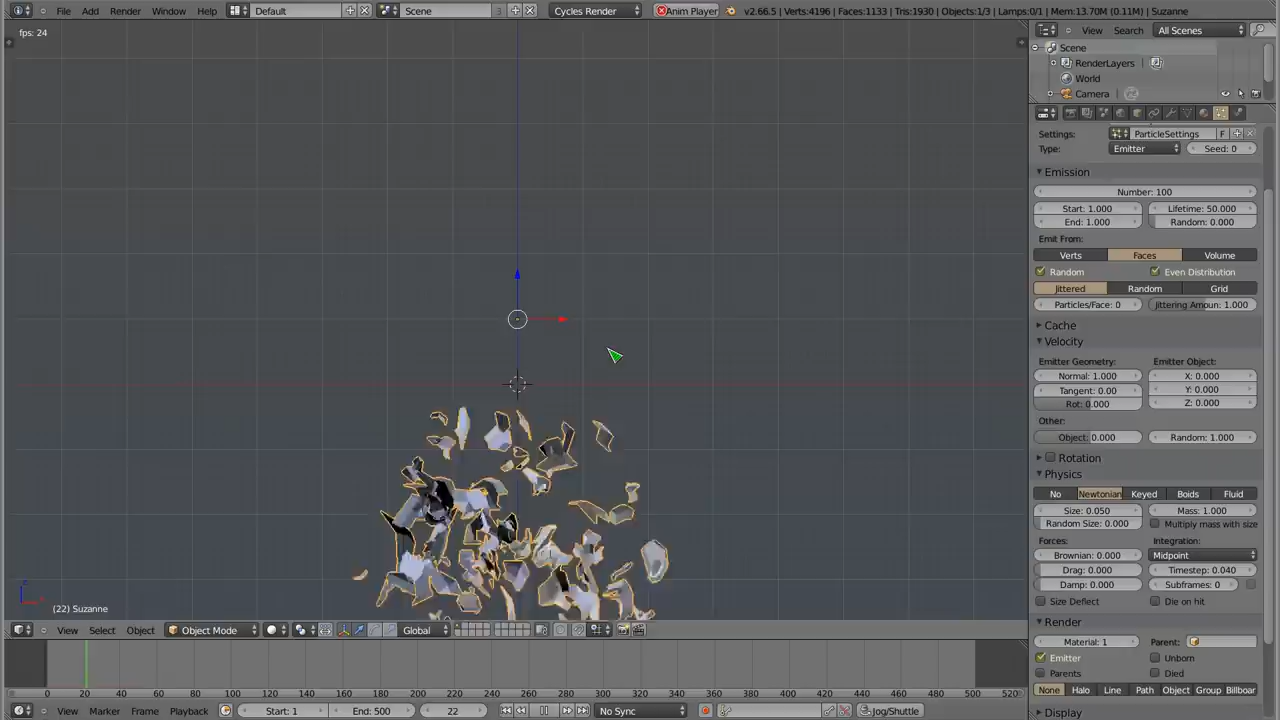 File Add Render Window Help Default Scene 3 Cycles Render Anim Player v2.66.5 | Verts:4196 | Faces:1133 | Tris:1930 | Objects:1/3 | Lamps:0/1 | Mem:13.70M (0.11M) | Suzanne
fps: 24
View Search All Scenes
Scene
RenderLayers
World
Camera
Settings: ParticleSettings F
Type: Emitter Seed: 0
Emission
Number: 100
Start: 1.000 Lifetime: 50.000
End: 1.000 Random: 0.000
Emit From:
Verts Faces Volume
Random Even Distribution
Jittered Random Grid
Particles/Face: 0 Jittering Amoun: 1.000
Cache
Velocity
Emitter Geometry: Emitter Object:
Normal: 1.000 X: 0.000
Tangent: 0.00 Y: 0.000
Rot: 0.000 Z: 0.000
Other:
Object: 0.000 Random: 1.000
Rotation
Physics
No Newtonian Keyed Boids Fluid
Size: 0.050 Mass: 1.000
Random Size: 0.000 Multiply mass with size
Forces: Integration:
Brownian: 0.000 Midpoint
Drag: 0.000 Timestep: 0.040
Damp: 0.000 Subframes: 0
Size Deflect Die on hit
Render
Material: 1 Parent:
Emitter Unborn
Parents Died
None Halo Line Path Object Group Billboar
Display
(22) Suzanne
View Select Object Object Mode Global
0 20 40 60 80 100 120 140 160 180 200 220 240 260 280 300 320 340 360 380 400 420 440 460 480 500 520
View Marker Frame Playback Start: 1 End: 500 22 No Sync Jog/Shuttle